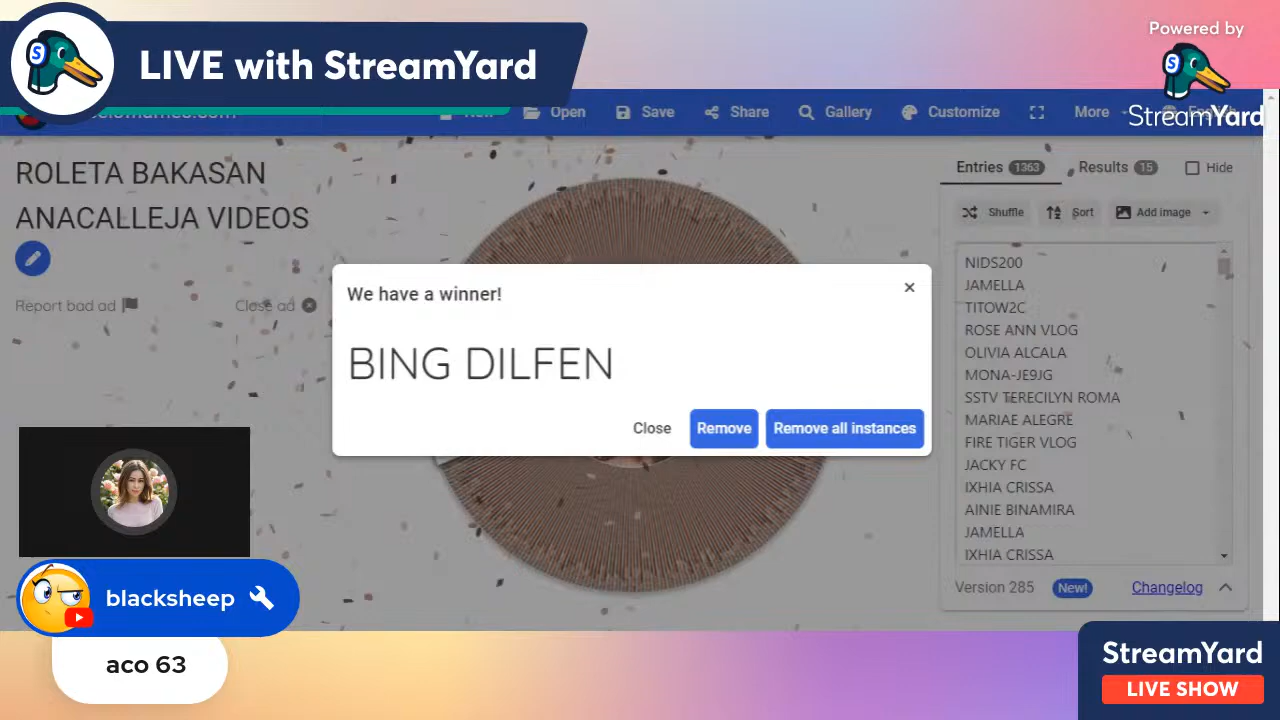 LIVE with StreamYard
Powered by
StreamYard
Open
Save
Share
Gallery
Customize
More
ROLETA BAKASAN
ANACALLEJA VIDEOS
Report bad ad
Close ad
Entries 1363
Results 15
Hide
Shuffle
Sort
Add image
NIDS200
JAMELLA
TITOW2C
ROSE ANN VLOG
OLIVIA ALCALA
MONA-JE9JG
SSTV TERECILYN ROMA
MARIAE ALEGRE
FIRE TIGER VLOG
JACKY FC
IXHIA CRISSA
AINIE BINAMIRA
JAMELLA
IXHIA CRISSA
We have a winner!
BING DILFEN
Close
Remove
Remove all instances
Version 285
New!
Changelog
blacksheep
aco 63
StreamYard
LIVE SHOW